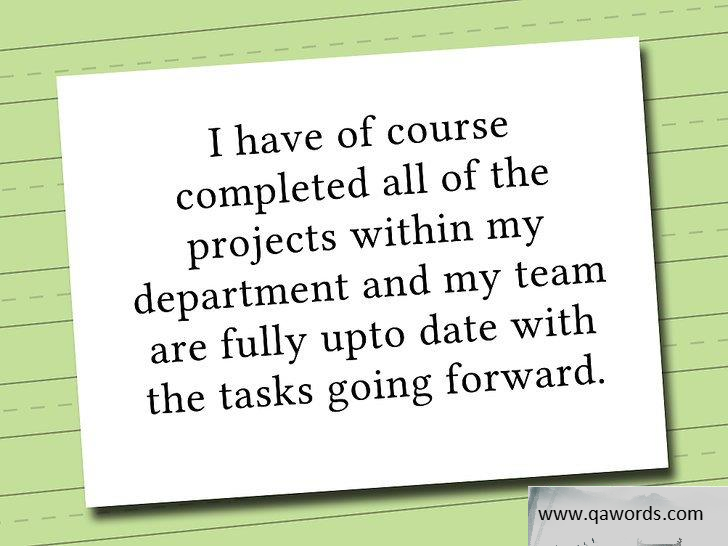 I have of course
completed all of the
projects within my
department and my team
are fully upto date with
the tasks going forward.
www.qawords.com